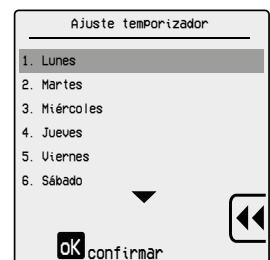 Ajuste temporizador
1. Lunes
2. Martes
3. Miércoles
4. Jueves
5. Viernes
6. Sábado
oK confirmar